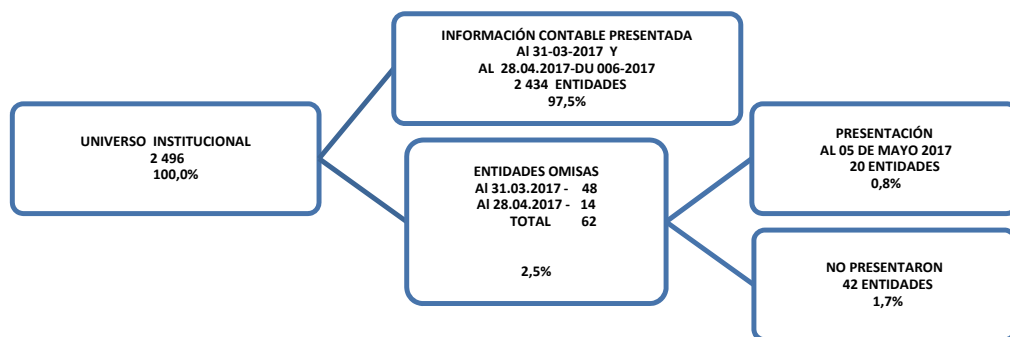 UNIVERSO INSTITUCIONAL
2 496
100,0%
INFORMACIÓN CONTABLE PRESENTADA
Al 31-03-2017 Y
AL 28.04.2017-DU 006-2017
2 434 ENTIDADES
97,5%
ENTIDADES OMISAS
Al 31.03.2017 - 48
Al 28.04.2017 - 14
TOTAL 62
2,5%
PRESENTACIÓN
AL 05 DE MAYO 2017
20 ENTIDADES
0,8%
NO PRESENTARON
42 ENTIDADES
1,7%